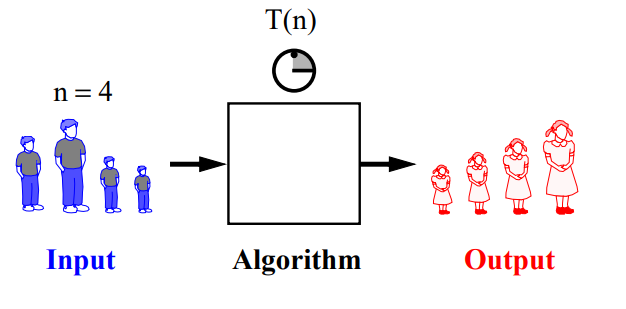 T(n)
n = 4
Input
Algorithm
Output